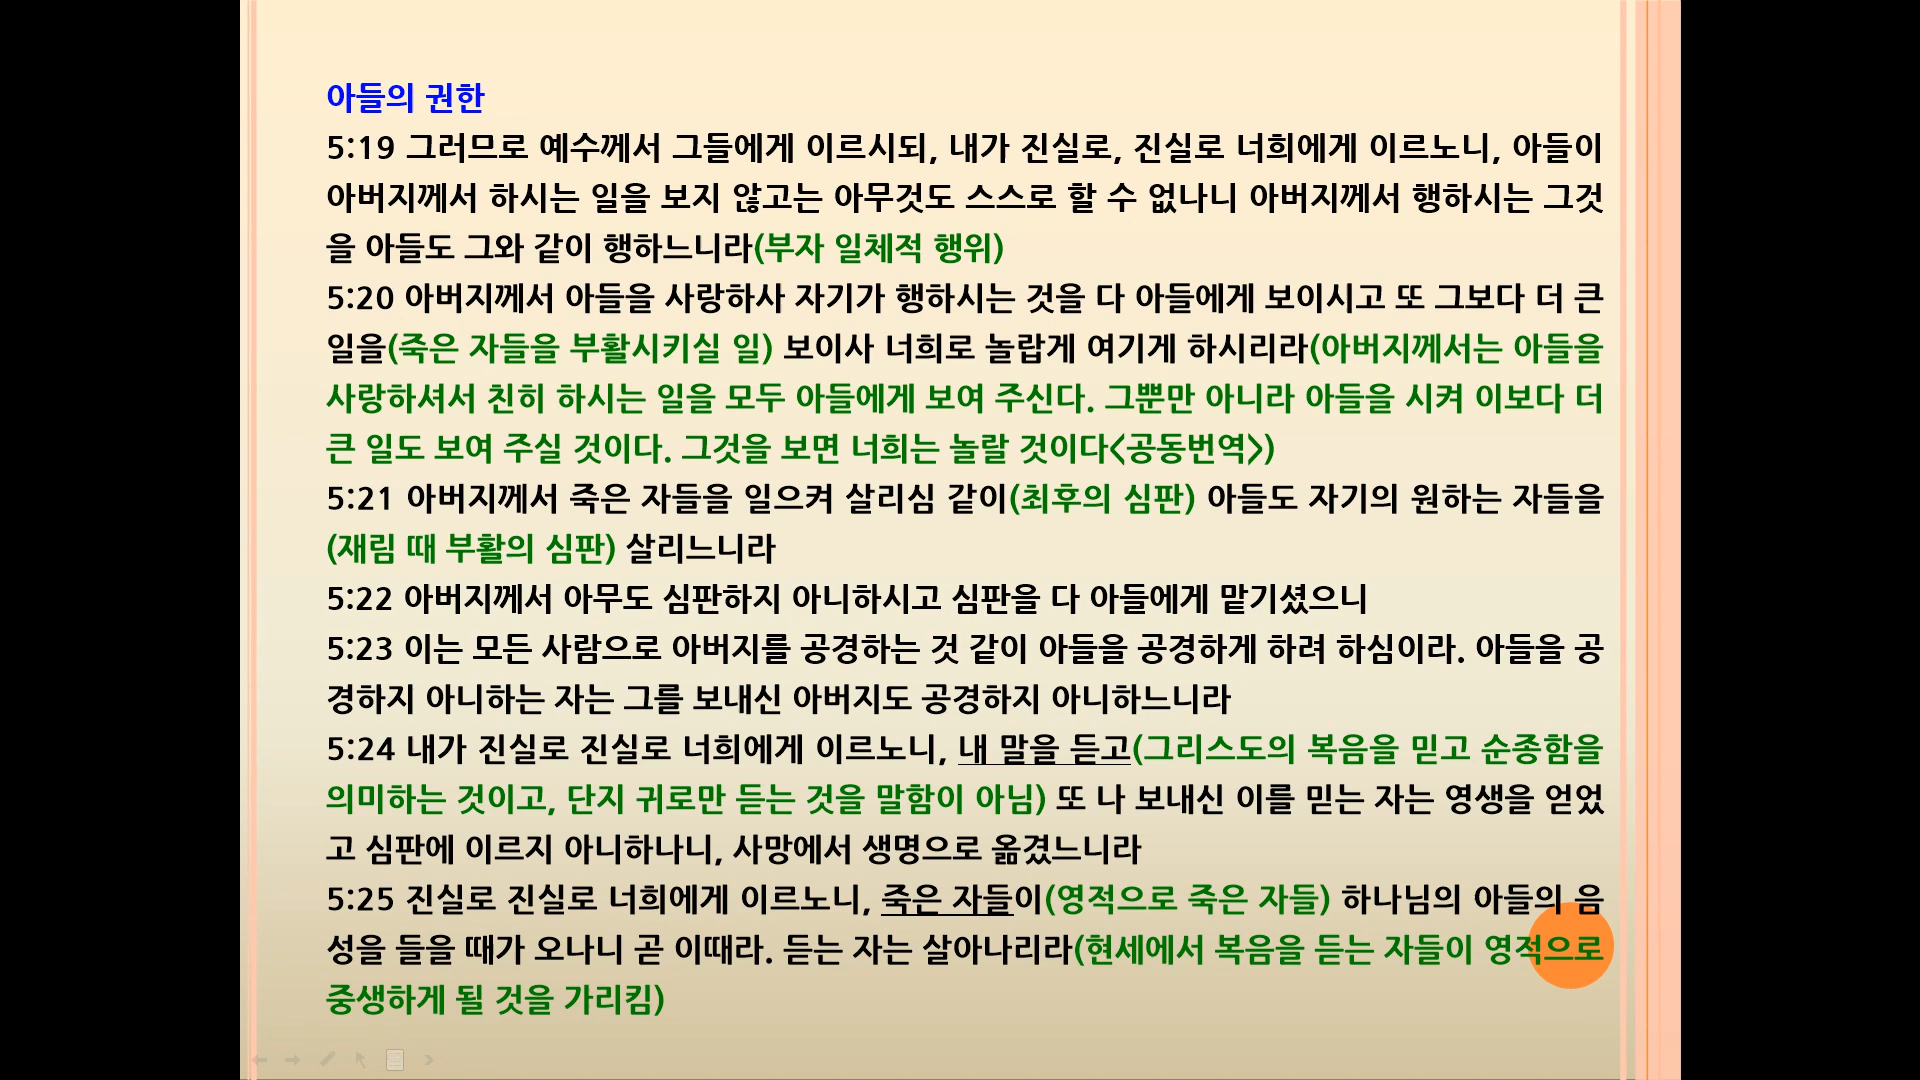 아들의 권한
5:19 그러므로 예수께서 그들에게 이르시되, 내가 진실로, 진실로 너희에게 이르노니, 아들이
아버지께서 하시는 일을 보지 않고는 아무것도 스스로 할 수 없나니 아버지께서 행하시는 그것
을 아들도 그와 같이 행하느니라(부자 일체적 행위)
5:20 아버지께서 아들을 사랑하사 자기가 행하시는 것을 다 아들에게 보이시고 또 그보다 더 큰
일을(죽은 자들을 부활시키실 일) 보이사 너희로 놀랍게 여기게 하시리라(아버지께서는 아들을
사랑하셔서 친히 하시는 일을 모두 아들에게 보여 주신다. 그뿐만 아니라 아들을 시켜 이보다 더
큰 일도 보여 주실 것이다. 그것을 보면 너희는 놀랄 것이다<공동번역>)
5:21 아버지께서 죽은 자들을 일으켜 살리심 같이(최후의 심판) 아들도 자기의 원하는 자들을
(재림 때 부활의 심판) 살리느니라
5:22 아버지께서 아무도 심판하지 아니하시고 심판을 다 아들에게 맡기셨으니
5:23 이는 모든 사람으로 아버지를 공경하는 것 같이 아들을 공경하게 하려 하심이라. 아들을 공
경하지 아니하는 자는 그를 보내신 아버지도 공경하지 아니하느니라
5:24 내가 진실로 진실로 너희에게 이르노니, 내 말을 듣고(그리스도의 복음을 믿고 순종함을
의미하는 것이고, 단지 귀로만 듣는 것을 말함이 아님) 또 나 보내신 이를 믿는 자는 영생을 얻었
고 심판에 이르지 아니하나니, 사망에서 생명으로 옮겼느니라
5:25 진실로 진실로 너희에게 이르노니, 죽은 자들이(영적으로 죽은 자들) 하나님의 아들의 음
성을 들을 때가 오나니 곧 이때라. 듣는 자는 살아나리라(현세에서 복음을 듣는 자들이 영적으로
중생하게 될 것을 가리킴)